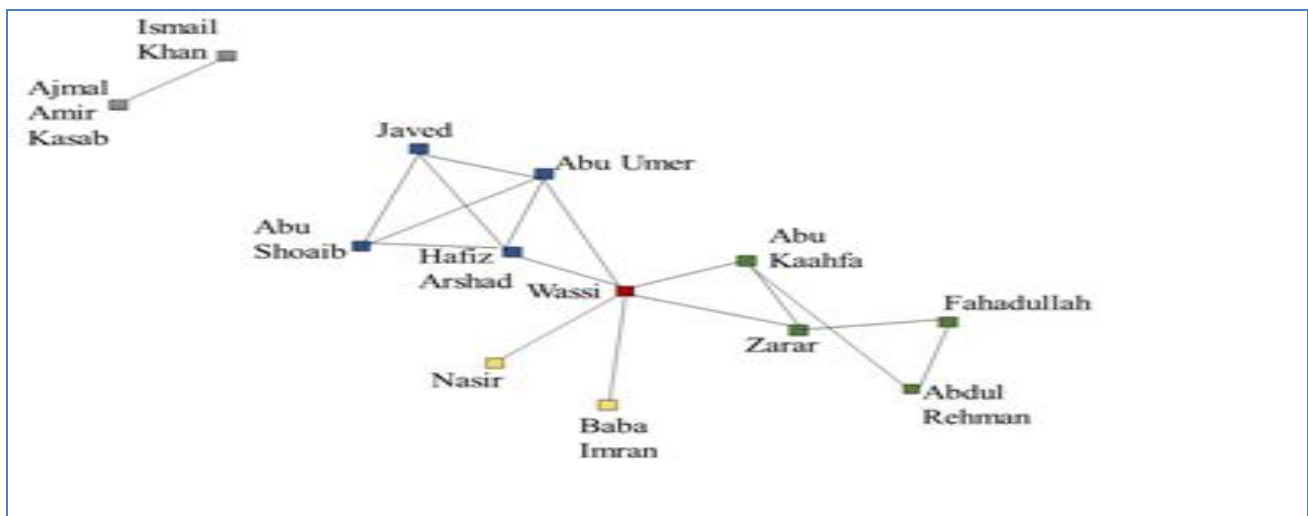 Ismail
Khan
Ajmal
Amir
Kasab
Javed
Abu Umer
Abu
Shoaib
Hafiz
Arshad
Wassi
Abu
Kaahfa
Fahadullah
Zarar
Nasir
Abdul
Rehman
Baba
Imran